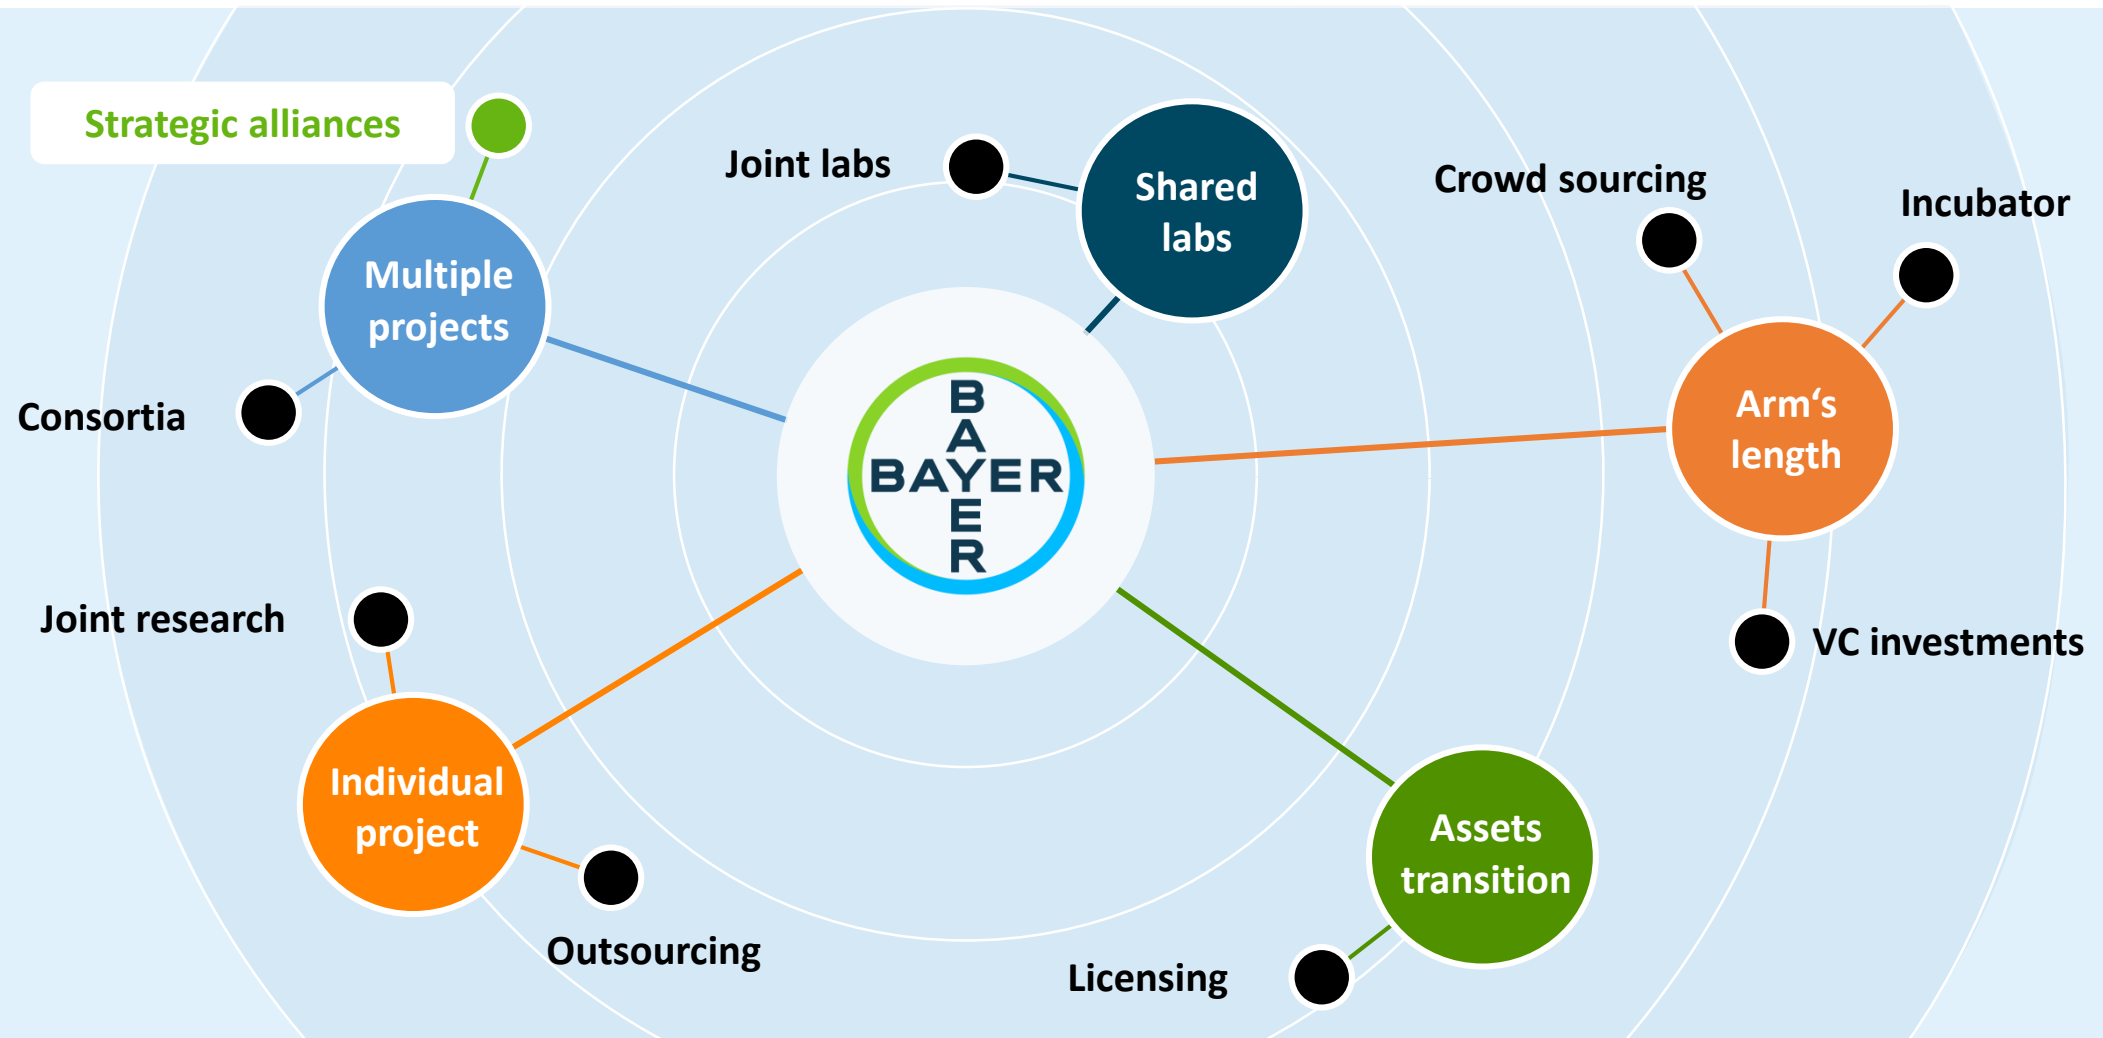 Strategic alliances
Joint labs
Shared
labs
Crowd sourcing
Incubator
Multiple
projects
Consortia
BAYER
BAYER
Arm‘s
length
Joint research
VC investments
Individual
project
Outsourcing
Assets
transition
Licensing